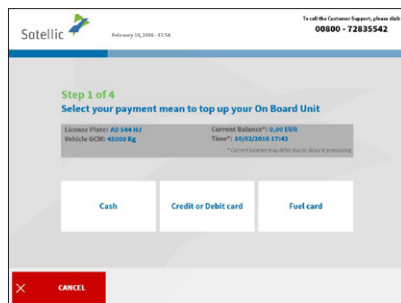 Satellic
February 10, 2016 - 17:54
To call the Customer Support, please dial:
00800 - 72835542
Step 1 of 4
Select your payment mean to top up your On Board Unit
License Plate: AD 544 HJ
Current Balance*: 0,00 EUR
Vehicle GCW: 45000 Kg
Time*: 10/02/2016 17:42
* Current balance may differ due to delay in processing
Cash
Credit or Debit card
Fuel card
CANCEL